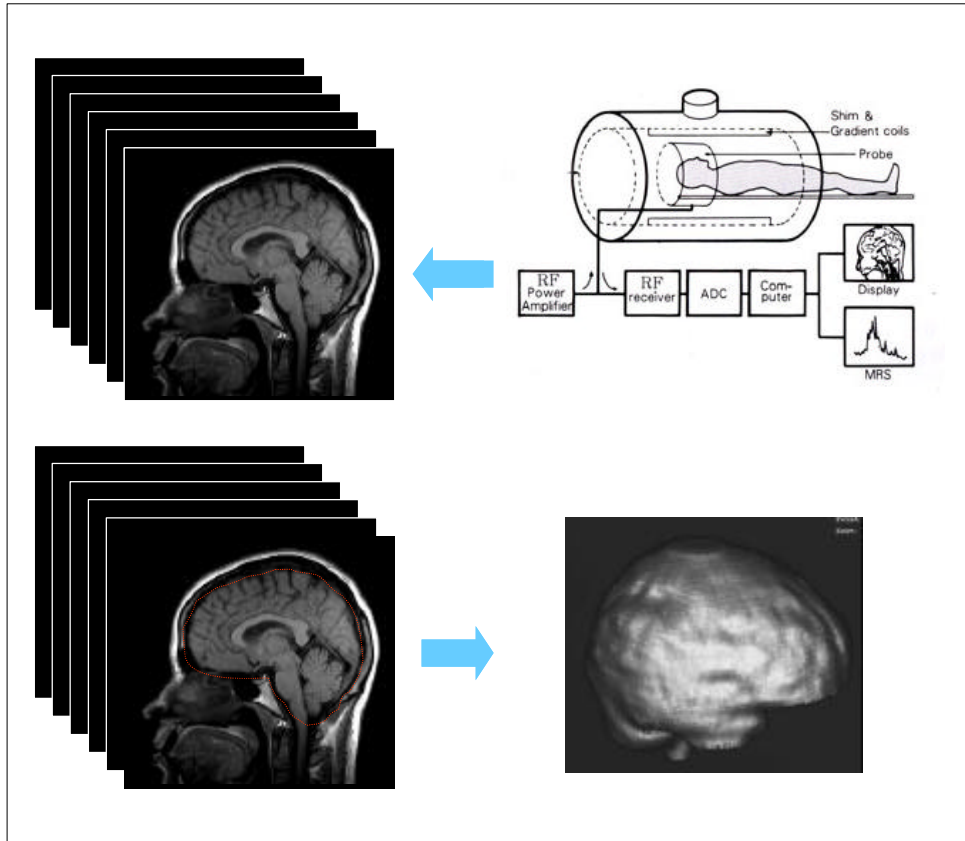 Shim &
Gradient coils
Probe
RF
Power
Amplifier
RF
receiver
ADC
Com-
puter
Display
MRS